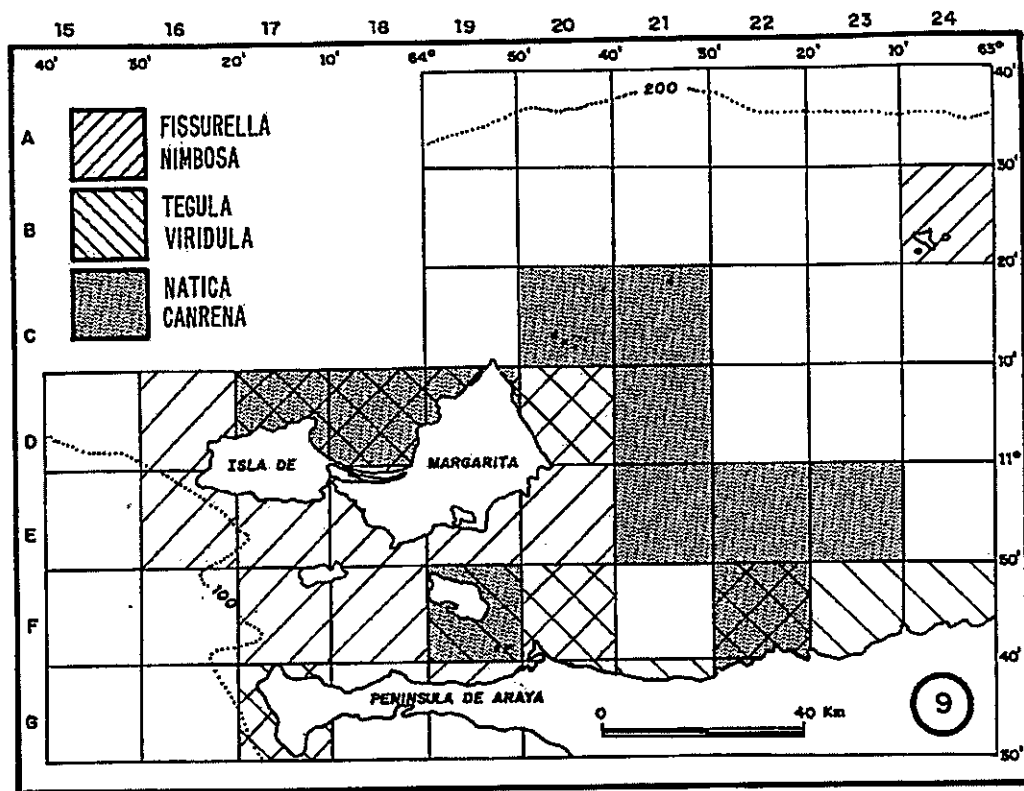 15 16 17 18 19 20 21 22 23 24
40' 30' 20' 10' 64° 50' 40' 30' 20' 10' 63°
40'
200
A
FISSURELLA
NIMBOSA
30'
B
TEGULA
VIRIDULA
20'
C
NATICA
CANRENA
10'
D
ISLA DE MARGARITA
11°
E
50'
100
F
40'
PENINSULA DE ARAYA
G
0 40 Km
9
30'